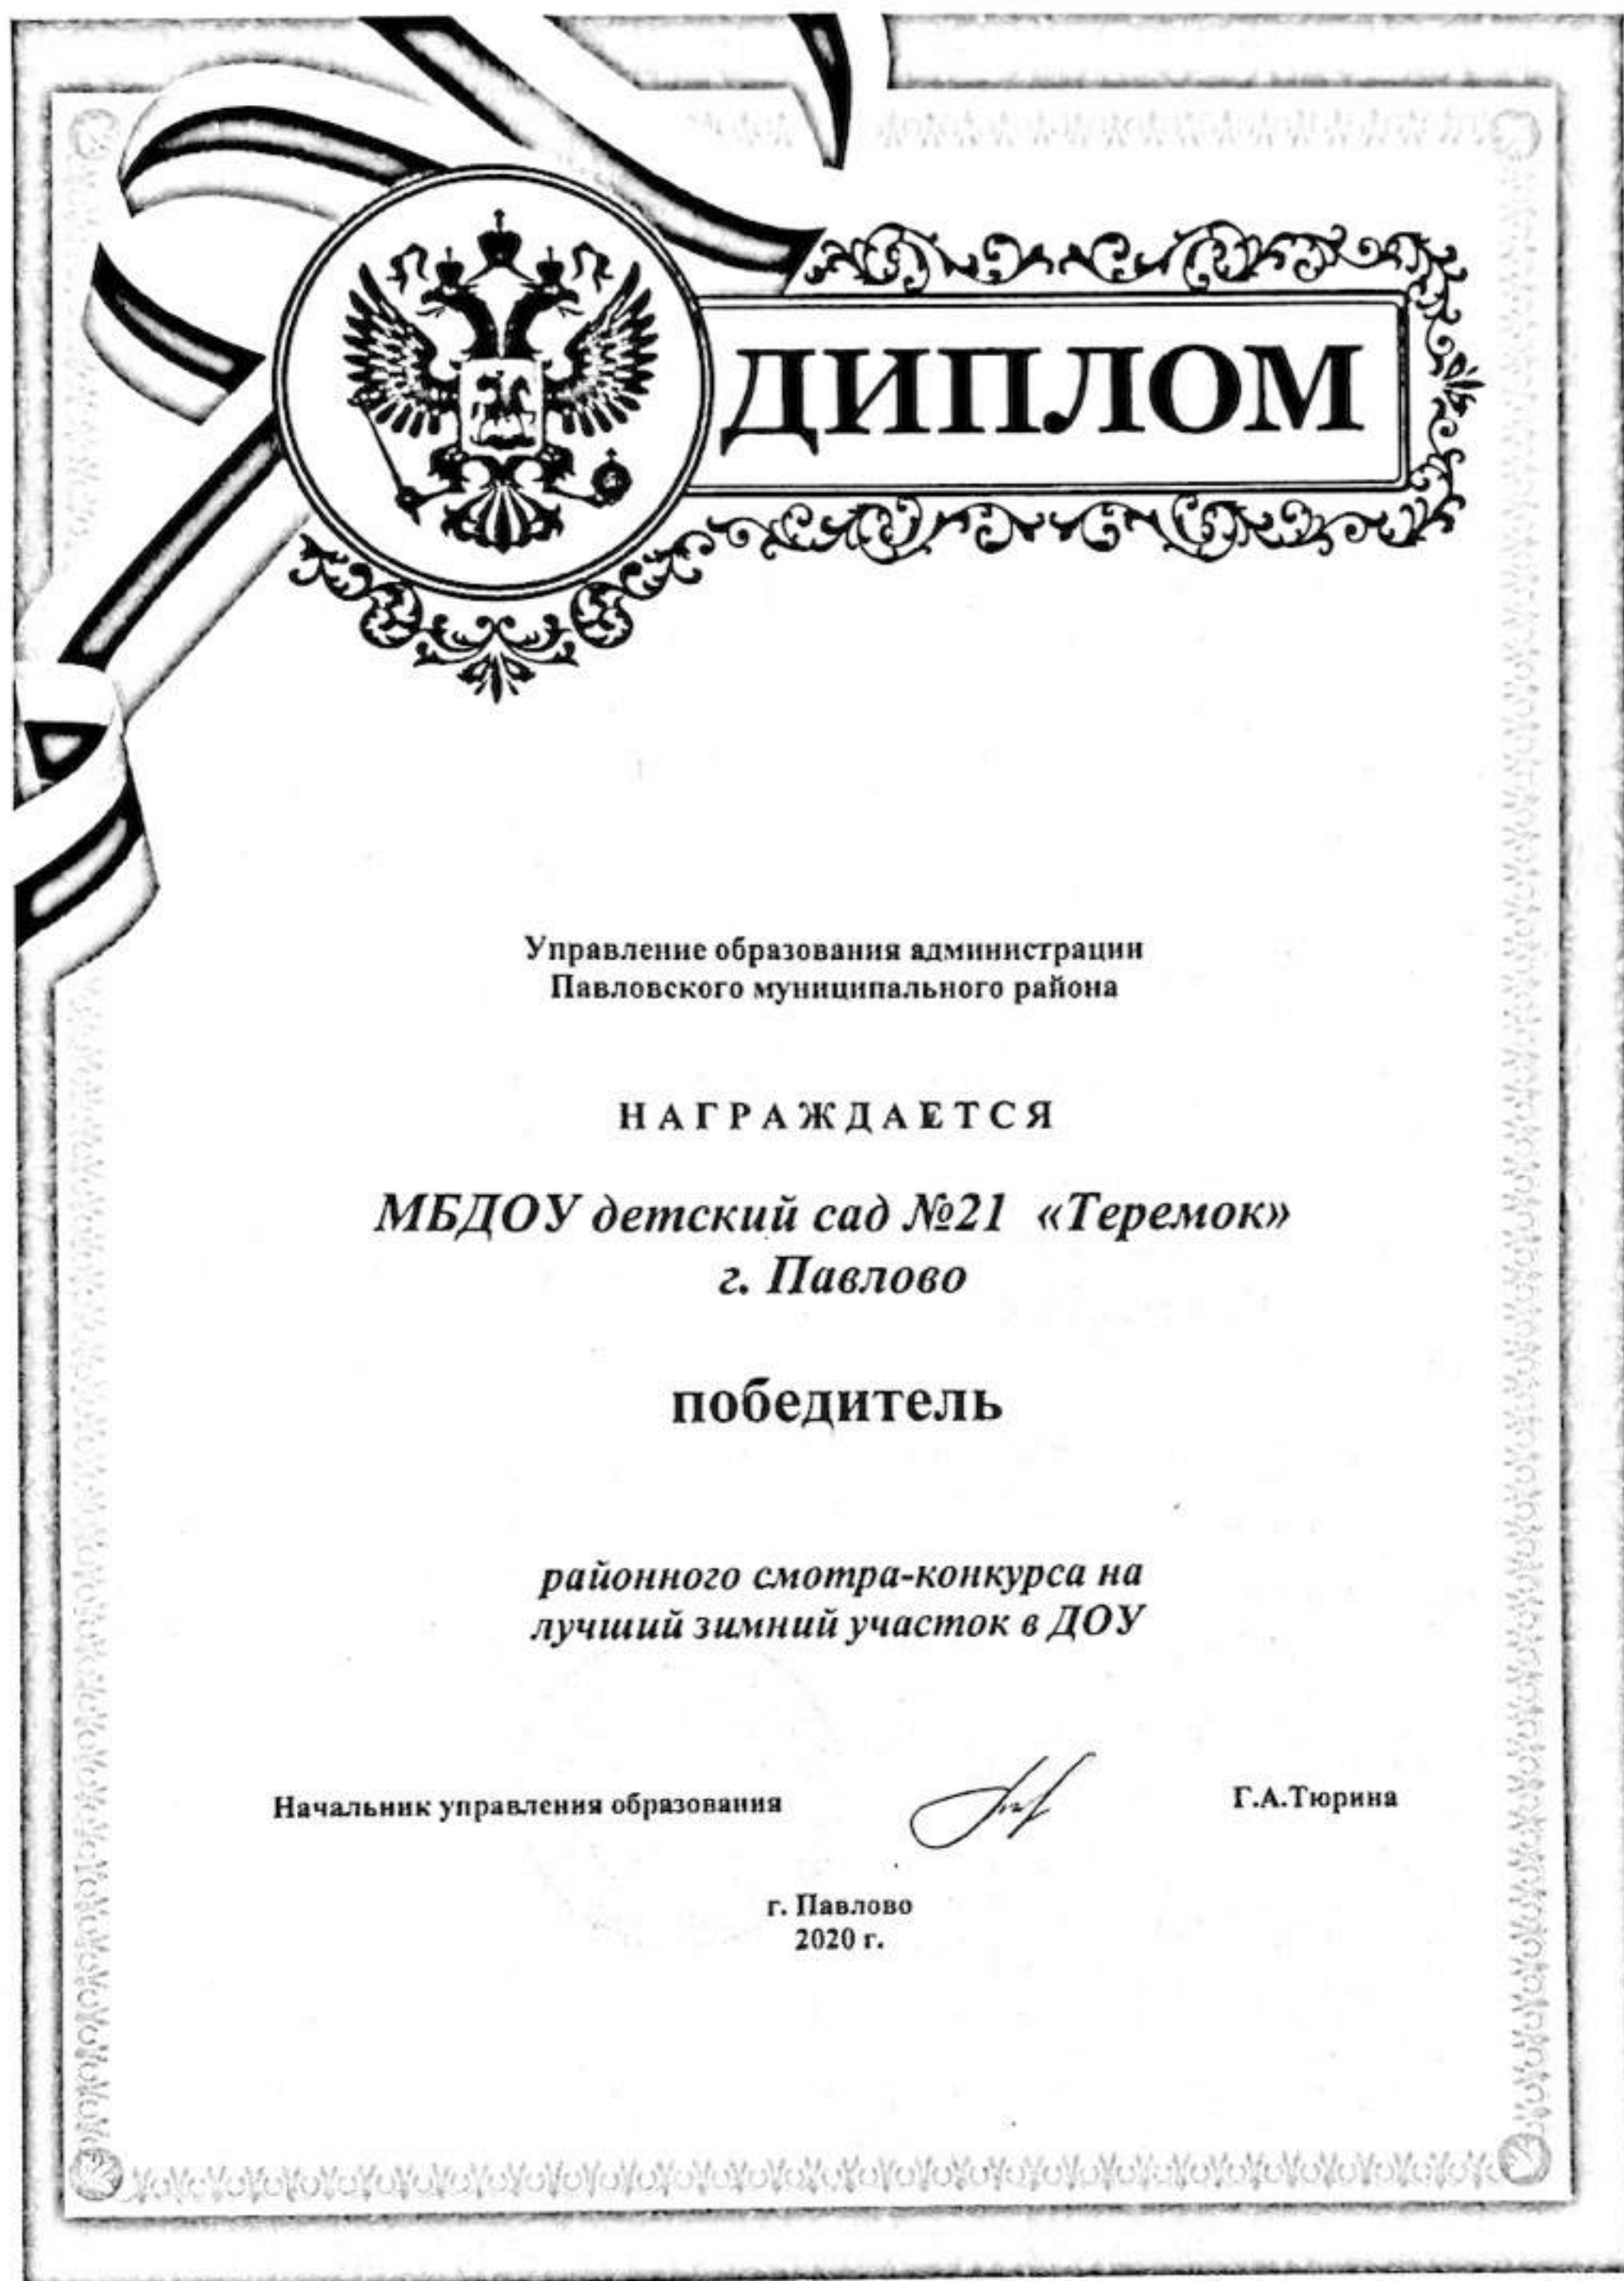 ДИПЛОМ
Управление образования администрации
Павловского муниципального района
НАГРАЖДАЕТСЯ
МБДОУ детский сад №21 «Теремок»
г. Павлово
победитель
районного смотра-конкурса на
лучший зимний участок в ДОУ
Начальник управления образования Г.А.Тюрина
г. Павлово
2020 г.